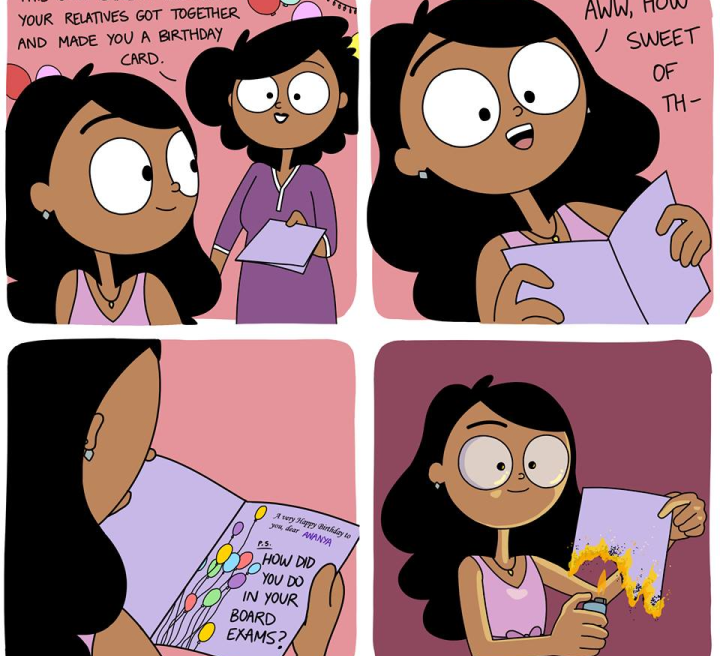 YOUR RELATIVES GOT TOGETHER
AND MADE YOU A BIRTHDAY
CARD.
AWW, HOW
SWEET
OF
TH-
A very Happy Birthday to
you, dear ANANYA
P.S.
HOW DID
YOU DO
IN YOUR
BOARD
EXAMS?